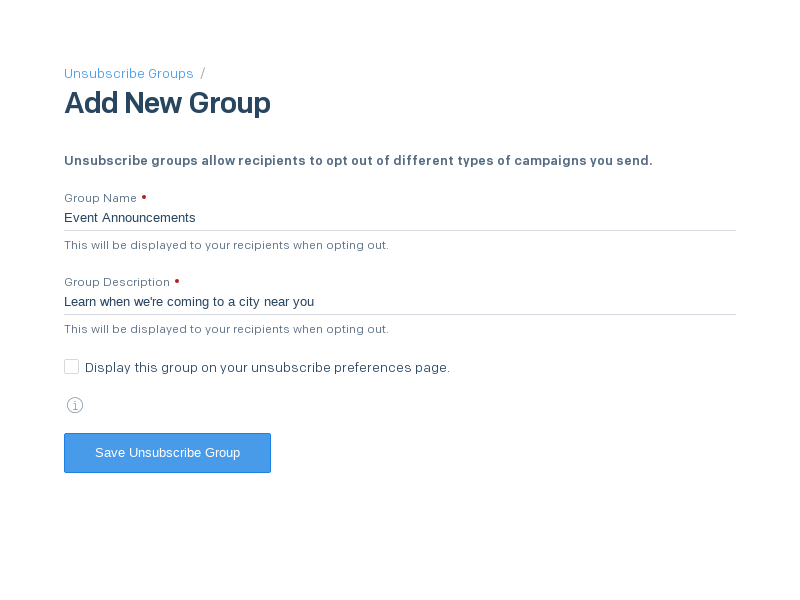 Unsubscribe Groups /
Add New Group
Unsubscribe groups allow recipients to opt out of different types of campaigns you send.
Group Name •
Event Announcements
This will be displayed to your recipients when opting out.
Group Description •
Learn when we're coming to a city near you
This will be displayed to your recipients when opting out.
Display this group on your unsubscribe preferences page.
Save Unsubscribe Group